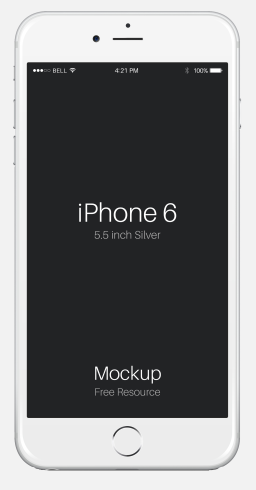 BELL 4:21 PM 100%
iPhone 6
5.5 inch Silver
Mockup
Free Resource